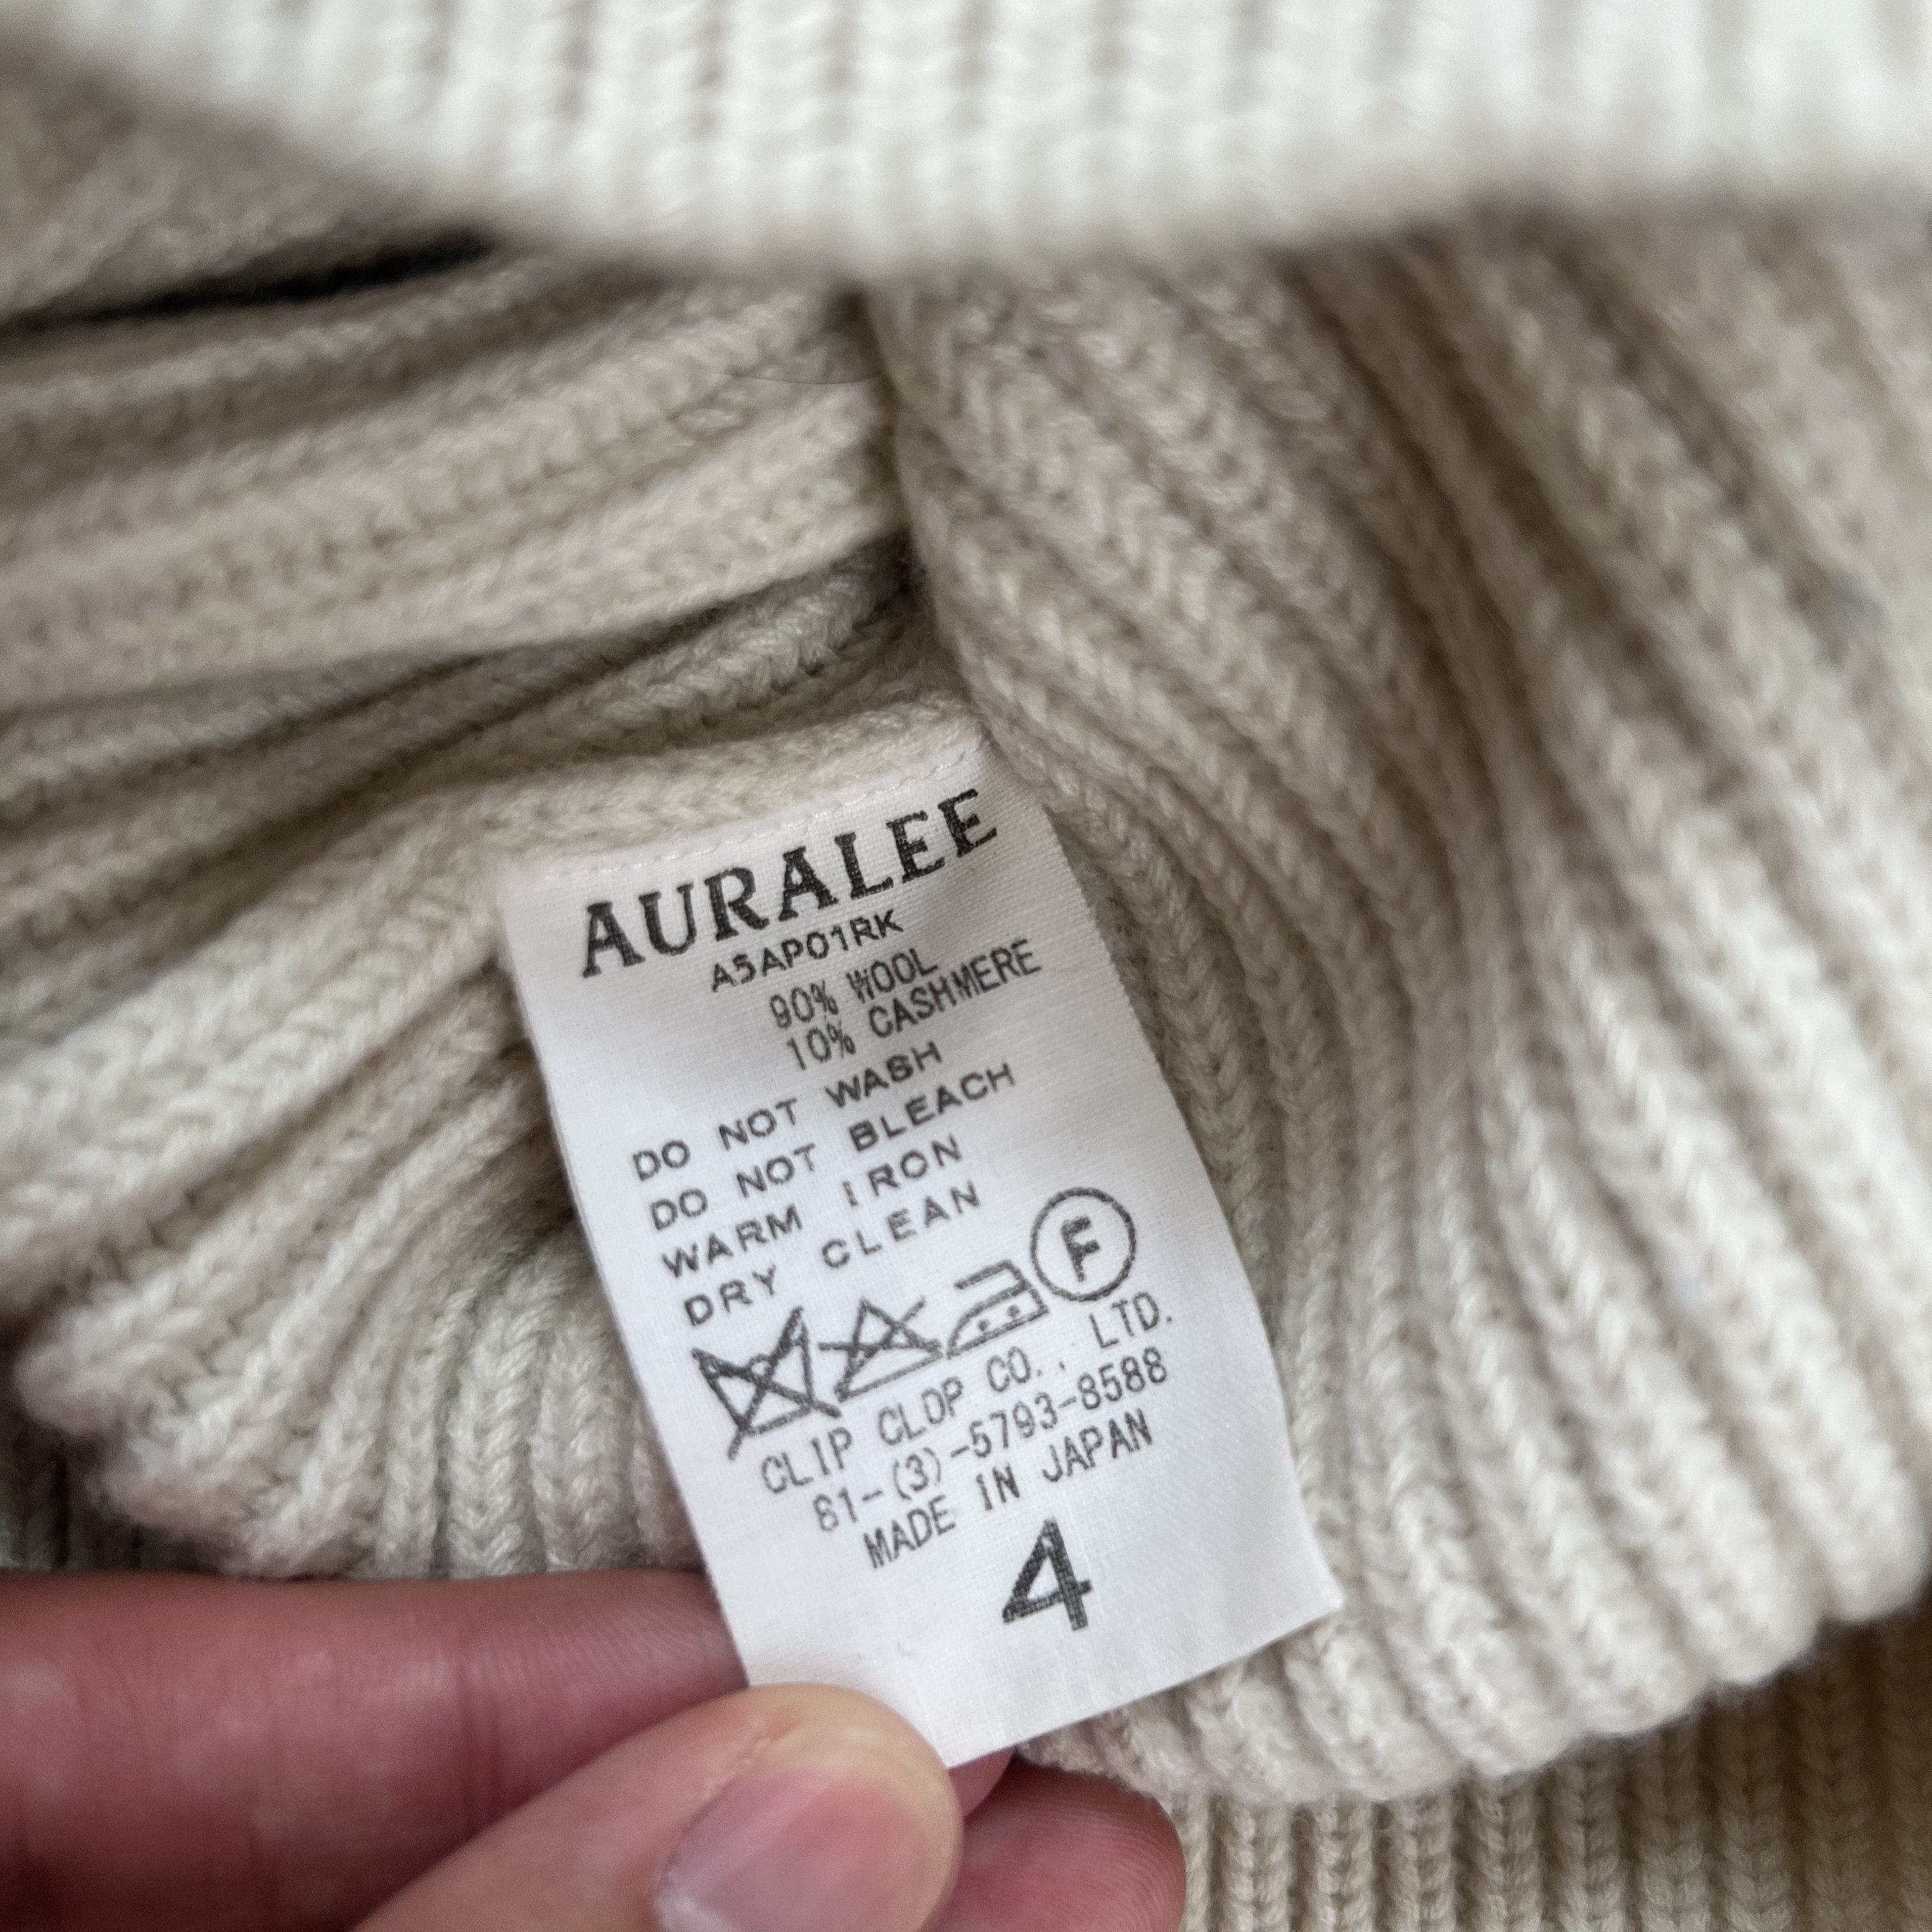 AURALEE
A5AP01RK
90% WOOL
10% CASHMERE
DO NOT WASH
DO NOT BLEACH
WARM IRON
DRY CLEAN
F
CLIP CLOP CO., LTD.
81-(3)-5793-8588
MADE IN JAPAN
4